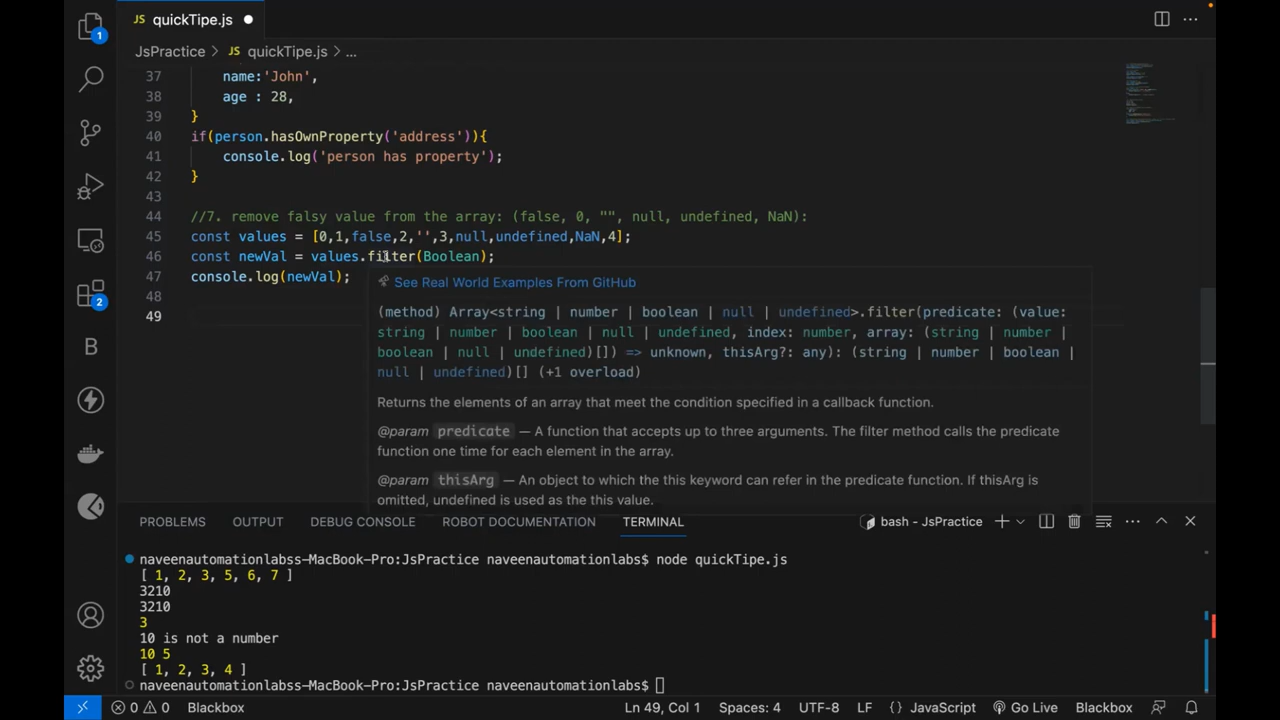 JS quickTipe.js
JsPractice > JS quickTipe.js > ...
37 name:'John',
38 age : 28,
39 }
40 if(person.hasOwnProperty('address')){
41 console.log('person has property');
42 }
43
44 //7. remove falsy value from the array: (false, 0, "", null, undefined, NaN):
45 const values = [0,1,false,2,'',3,null,undefined,NaN,4];
46 const newVal = values.filter(Boolean);
47 console.log(newVal);
48
49
See Real World Examples From GitHub
(method) Array<string | number | boolean | null | undefined>.filter(predicate: (value:
string | number | boolean | null | undefined, index: number, array: (string | number |
boolean | null | undefined)[]) => unknown, thisArg?: any): (string | number | boolean |
null | undefined)[] (+1 overload)
Returns the elements of an array that meet the condition specified in a callback function.
@param predicate — A function that accepts up to three arguments. The filter method calls the predicate
function one time for each element in the array.
@param thisArg — An object to which the this keyword can refer in the predicate function. If thisArg is
omitted, undefined is used as the this value.
1
2
B
PROBLEMS OUTPUT DEBUG CONSOLE ROBOT DOCUMENTATION TERMINAL bash - JsPractice
naveenautomationlabss-MacBook-Pro:JsPractice naveenautomationlabs$ node quickTipe.js
[ 1, 2, 3, 5, 6, 7 ]
3210
3210
3
10 is not a number
10 5
[ 1, 2, 3, 4 ]
naveenautomationlabss-MacBook-Pro:JsPractice naveenautomationlabs$
0 0 Blackbox Ln 49, Col 1 Spaces: 4 UTF-8 LF {} JavaScript Go Live Blackbox